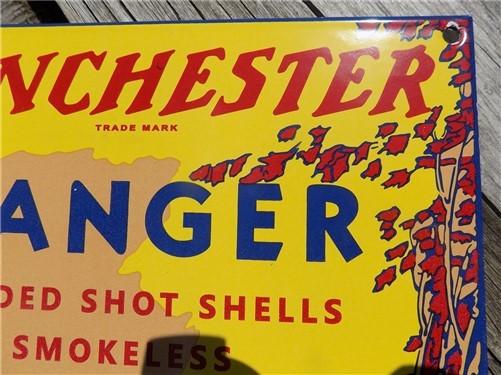 NCHESTER
TRADE MARK
ANGER
DED SHOT SHELLS
SMOKELESS